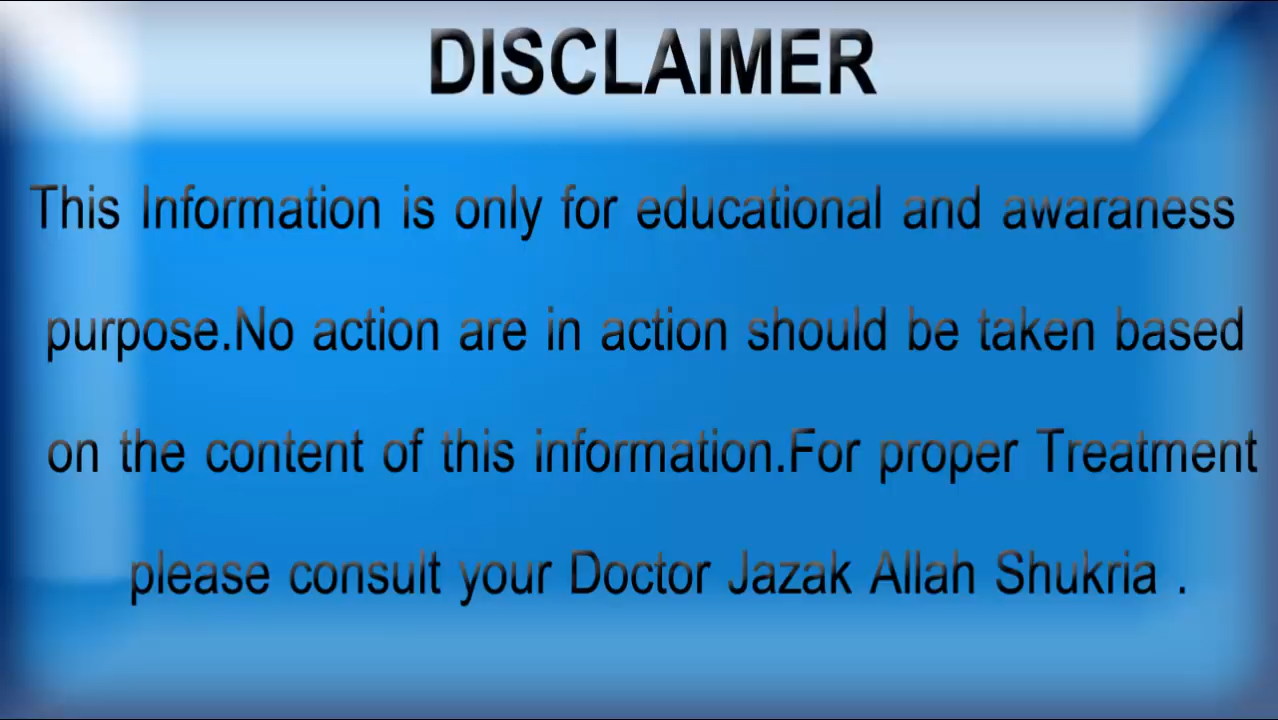 DISCLAIMER
This Information is only for educational and awaraness
purpose.No action are in action should be taken based
on the content of this information.For proper Treatment
please consult your Doctor Jazak Allah Shukria .